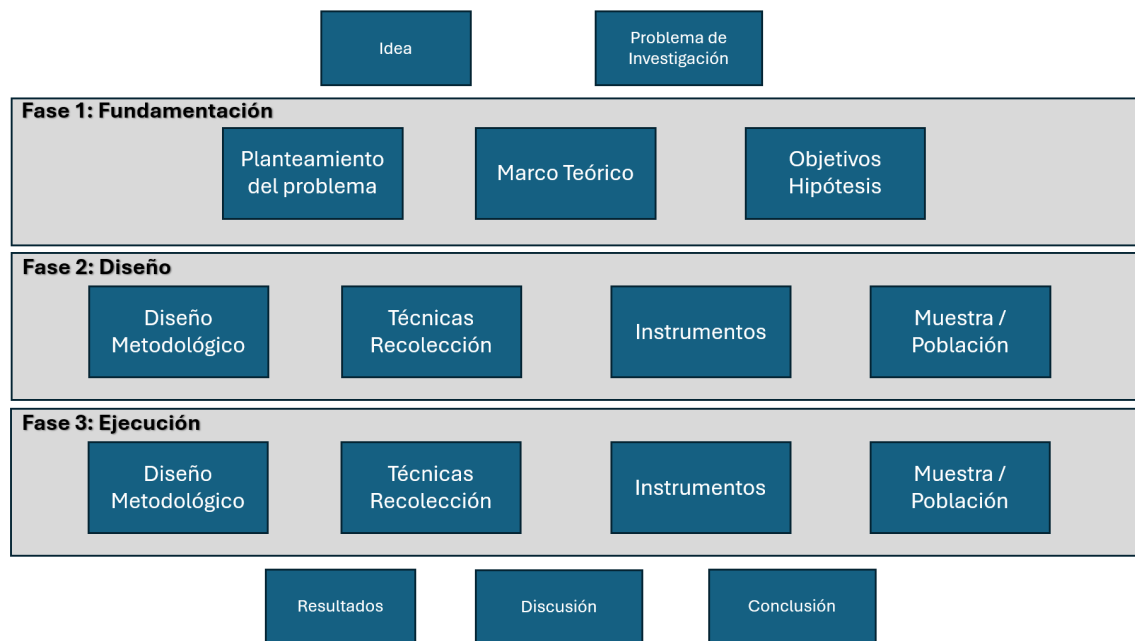 Idea
Problema de
Investigación
Fase 1: Fundamentación
Planteamiento
del problema
Marco Teórico
Objetivos
Hipótesis
Fase 2: Diseño
Diseño
Metodológico
Técnicas
Recolección
Instrumentos
Muestra /
Población
Fase 3: Ejecución
Diseño
Metodológico
Técnicas
Recolección
Instrumentos
Muestra /
Población
Resultados
Discusión
Conclusión